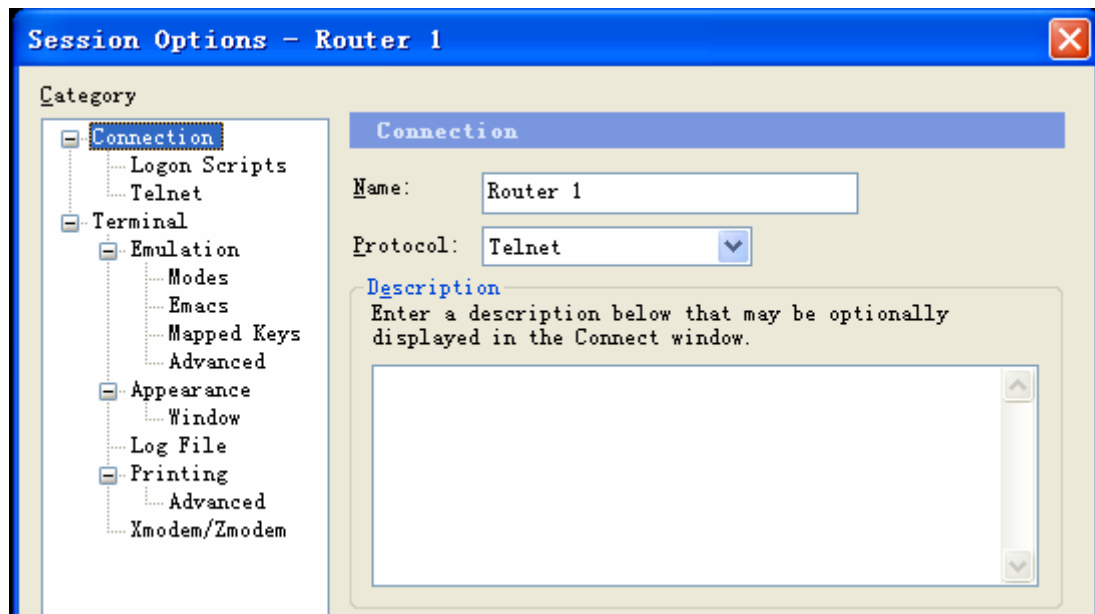 Session Options - Router 1
Category
Connection
Logon Scripts
Telnet
Terminal
Emulation
Modes
Emacs
Mapped Keys
Advanced
Appearance
Window
Log File
Printing
Advanced
Xmodem/Zmodem
Connection
Name: Router 1
Protocol: Telnet
Description
Enter a description below that may be optionally
displayed in the Connect window.